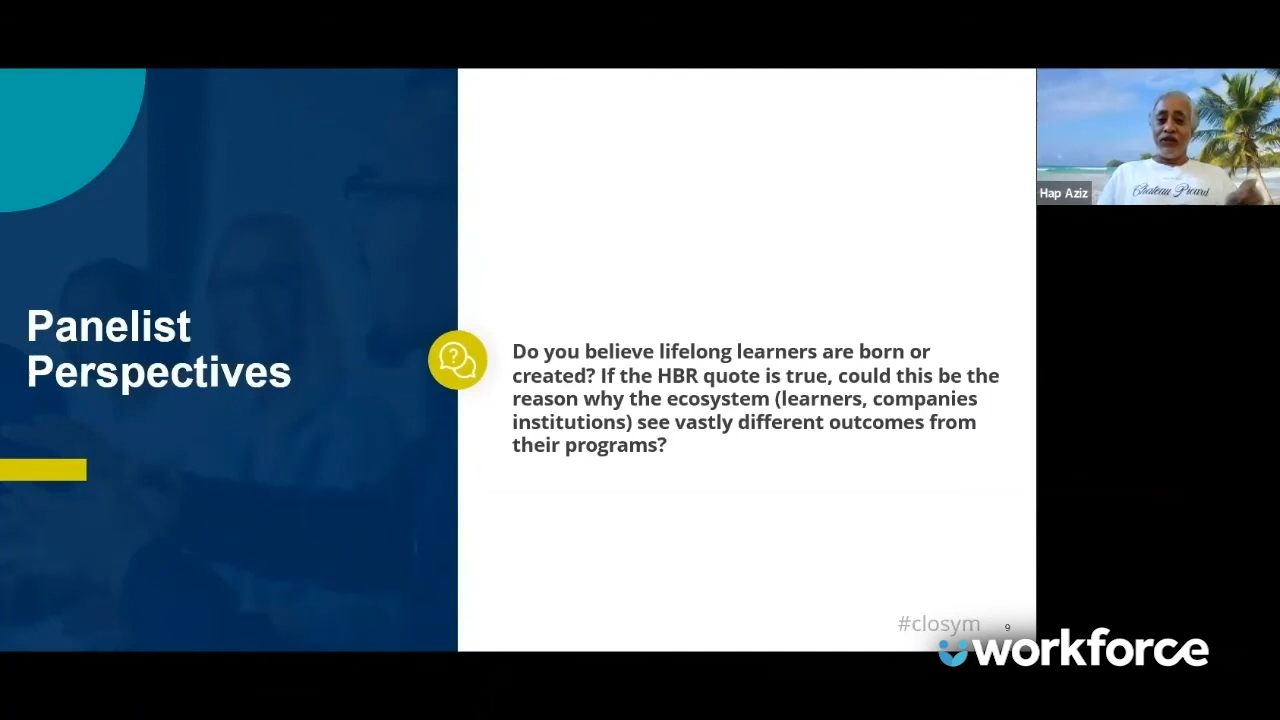 Panelist
Perspectives
Do you believe lifelong learners are born or
created? If the HBR quote is true, could this be the
reason why the ecosystem (learners, companies
institutions) see vastly different outcomes from
their programs?
Hap Aziz
Chateau Picard
#closym
9
workforce